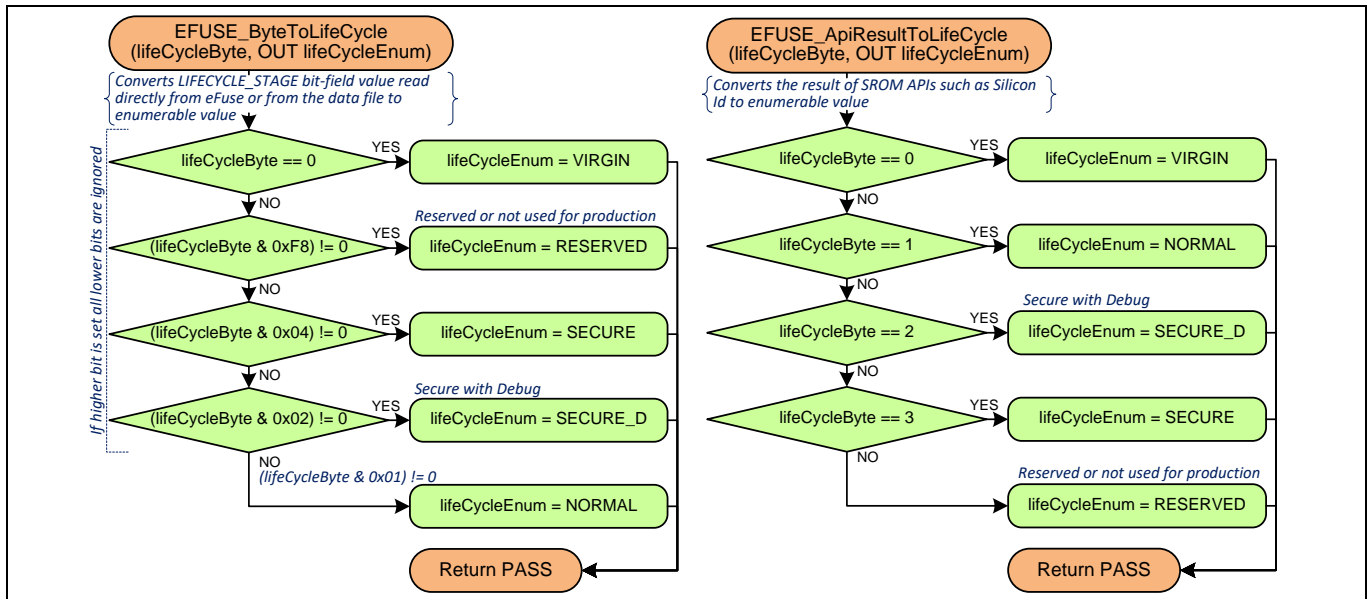 EFUSE_ByteToLifeCycle
(lifeCycleByte, OUT lifeCycleEnum)
Converts LIFECYCLE_STAGE bit-field value read
directly from eFuse or from the data file to
enumerable value
If higher bit is set all lower bits are ignored
lifeCycleByte == 0
YES
lifeCycleEnum = VIRGIN
NO
Reserved or not used for production
(lifeCycleByte & 0xF8) != 0
YES
lifeCycleEnum = RESERVED
NO
(lifeCycleByte & 0x04) != 0
YES
lifeCycleEnum = SECURE
NO
Secure with Debug
(lifeCycleByte & 0x02) != 0
YES
lifeCycleEnum = SECURE_D
NO
(lifeCycleByte & 0x01) != 0
lifeCycleEnum = NORMAL
Return PASS
EFUSE_ApiResultToLifeCycle
(lifeCycleByte, OUT lifeCycleEnum)
Converts the result of SROM APIs such as Silicon
Id to enumerable value
lifeCycleByte == 0
YES
lifeCycleEnum = VIRGIN
NO
lifeCycleByte == 1
YES
lifeCycleEnum = NORMAL
NO
Secure with Debug
lifeCycleByte == 2
YES
lifeCycleEnum = SECURE_D
NO
lifeCycleByte == 3
YES
lifeCycleEnum = SECURE
NO
Reserved or not used for production
lifeCycleEnum = RESERVED
Return PASS